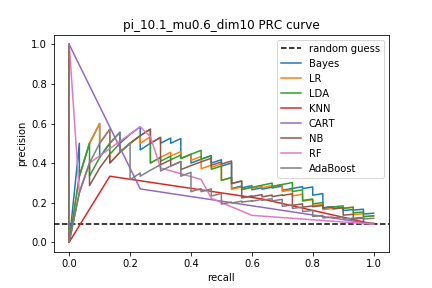 pi_10.1_mu0.6_dim10 PRC curve
1.0
0.8
0.6
0.4
0.2
0.0
precision
random guess
Bayes
LR
LDA
KNN
CART
NB
RF
AdaBoost
0.0 0.2 0.4 0.6 0.8 1.0
recall